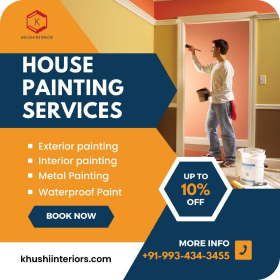 K
KHUSHI INTERIOR
HOUSE
PAINTING
SERVICES
Exterior painting
Interior painting
Metal Painting
Waterproof Paint
BOOK NOW
UP TO
10%
OFF
khushiinteriors.com
MORE INFO
+91-993-434-3455